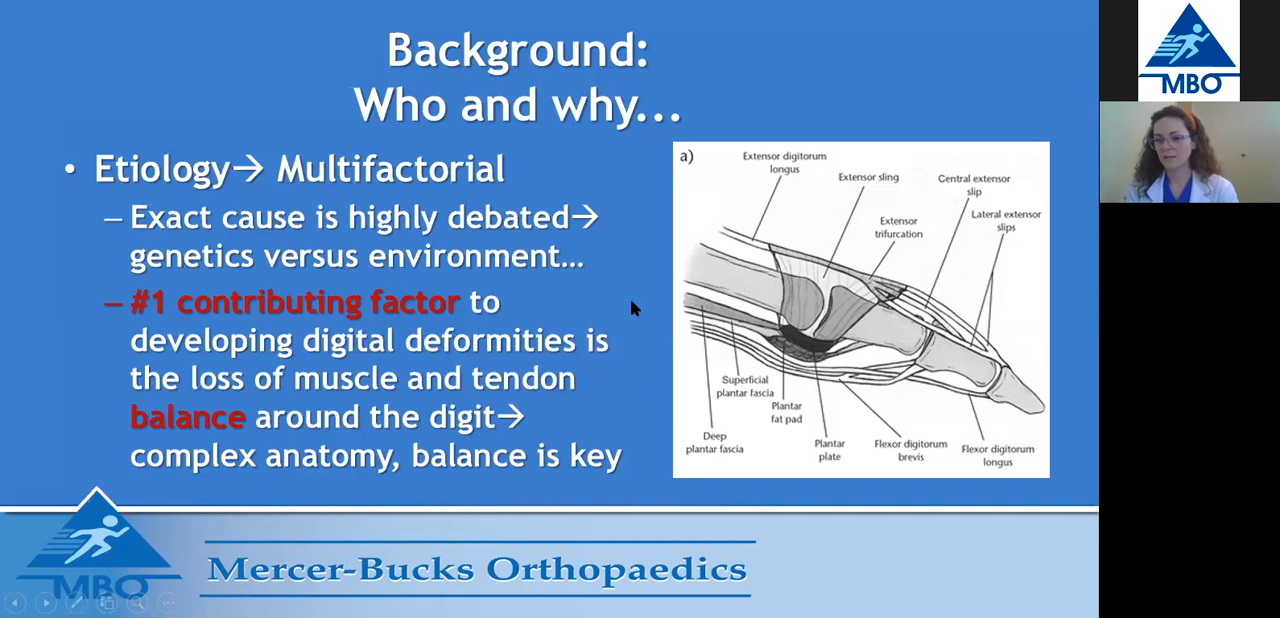 Background:
Who and why...
• Etiology→ Multifactorial
– Exact cause is highly debated→
genetics versus environment...
– #1 contributing factor to
developing digital deformities is
the loss of muscle and tendon
balance around the digit→
complex anatomy, balance is key
a)
Extensor digitorum
longus
Extensor sling
Central extensor
slip
Lateral extensor
slips
Extensor
trifurcation
Superficial
plantar fascia
Plantar
fat pad
Deep
plantar fascia
Plantar
plate
Flexor digitorum
brevis
Flexor digitorum
longus
MBO
Mercer-Bucks Orthopaedics
MBO